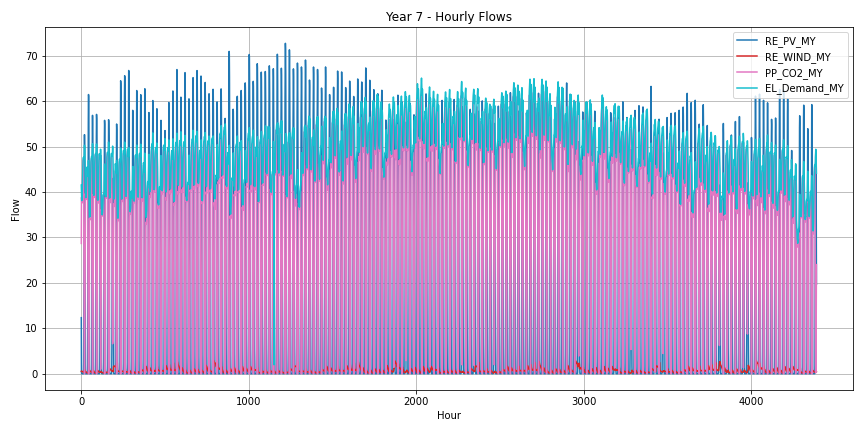 Year 7 - Hourly Flows
RE_PV_MY
RE_WIND_MY
PP_CO2_MY
EL_Demand_MY
Flow
70
60
50
40
30
20
10
0
0 1000 2000 3000 4000
Hour